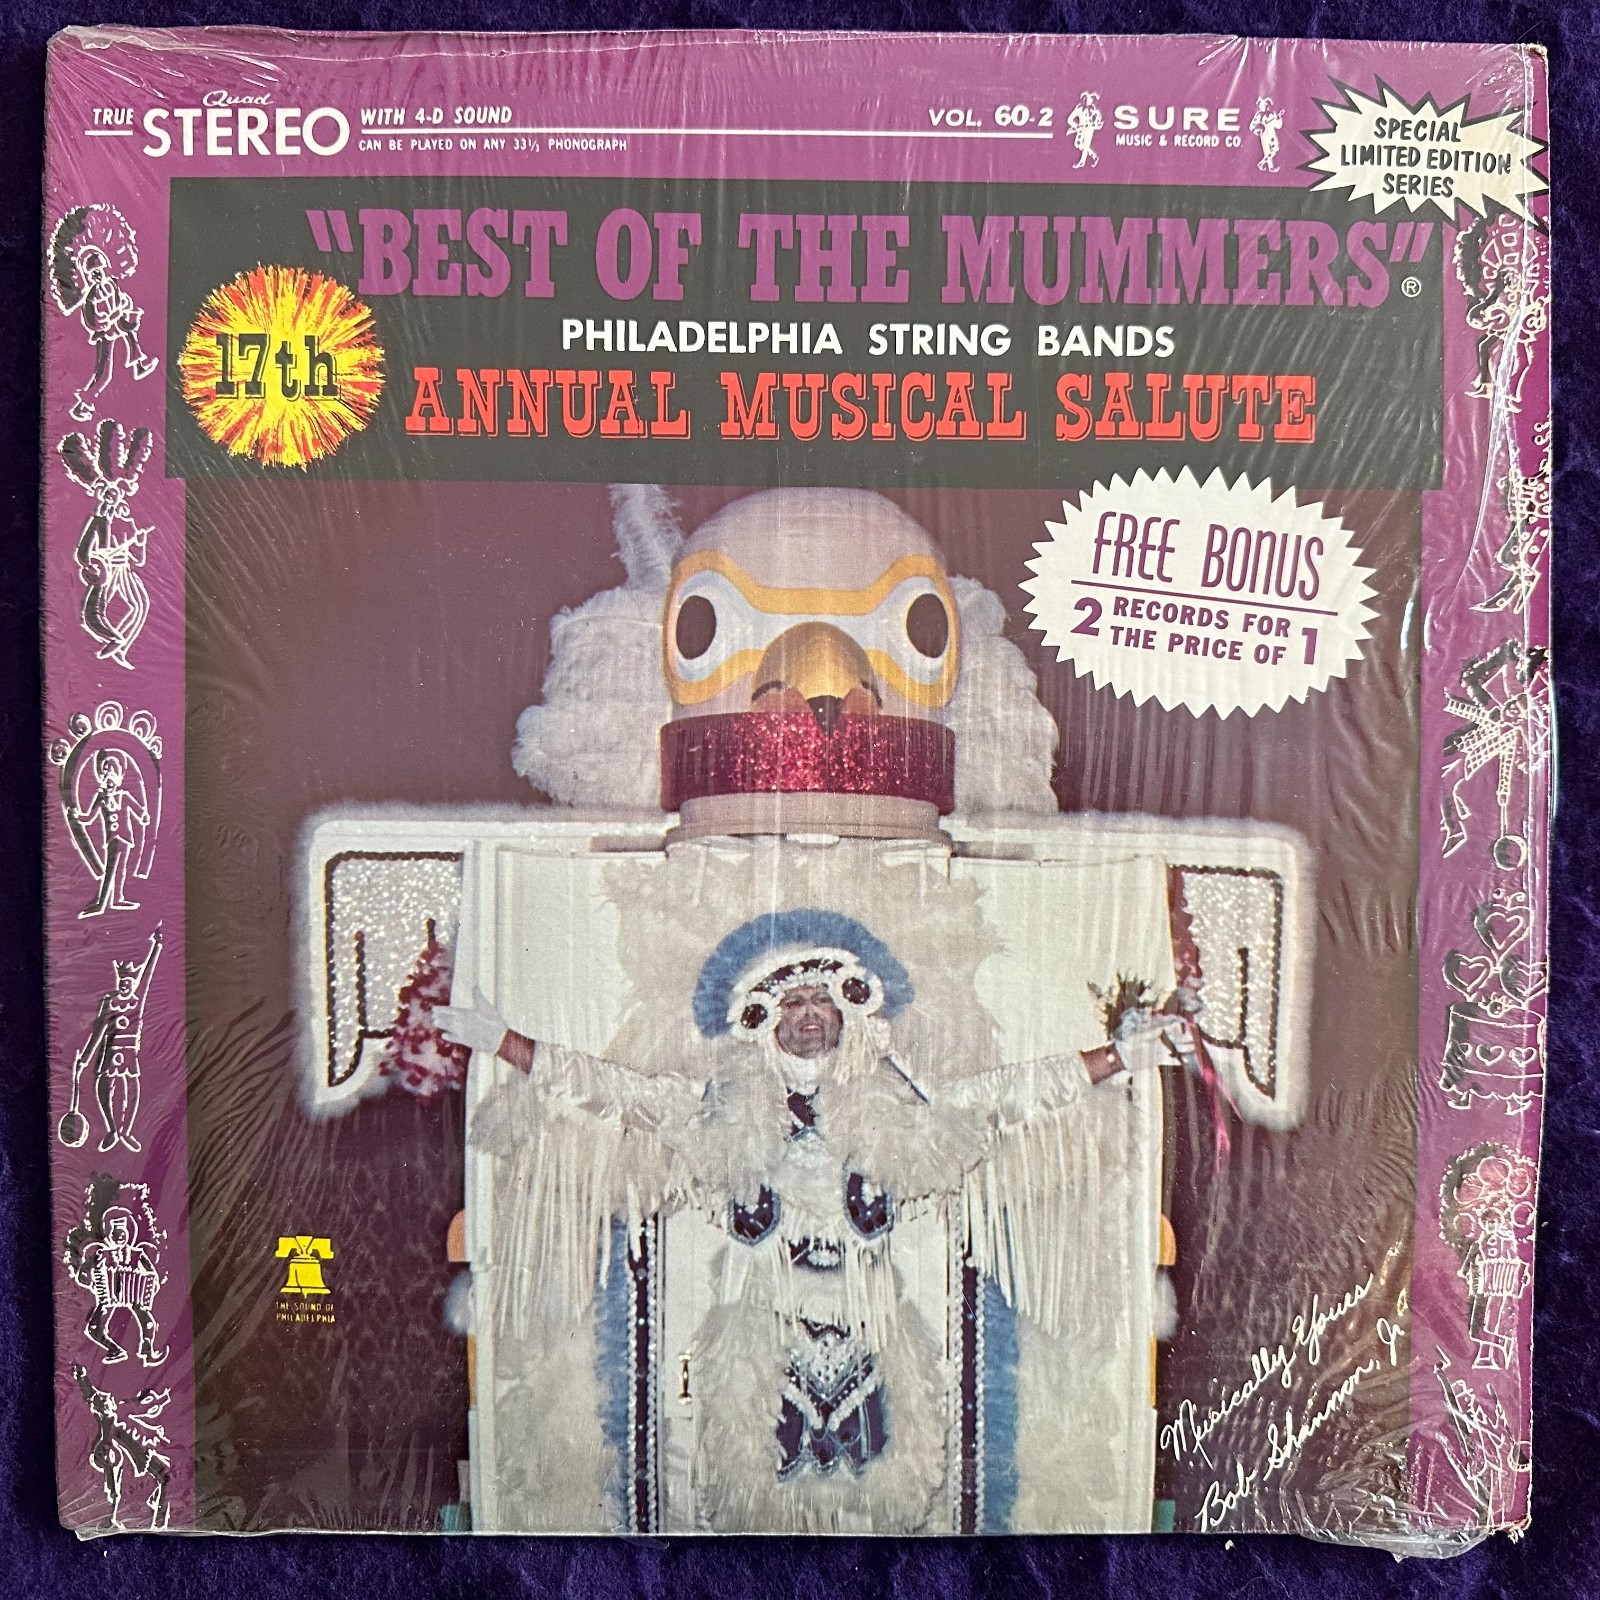 TRUE Quad STEREO WITH 4-D SOUND
CAN BE PLAYED ON ANY 33⅓ PHONOGRAPH
VOL. 60-2
SURE
MUSIC & RECORD CO.
SPECIAL
LIMITED EDITION
SERIES
"BEST OF THE MUMMERS"®
PHILADELPHIA STRING BANDS
17th
ANNUAL MUSICAL SALUTE
FREE BONUS
2 RECORDS FOR
THE PRICE OF 1
THE SOUND OF
PHILADELPHIA
Musically Yours
Bob Shannon, Jr